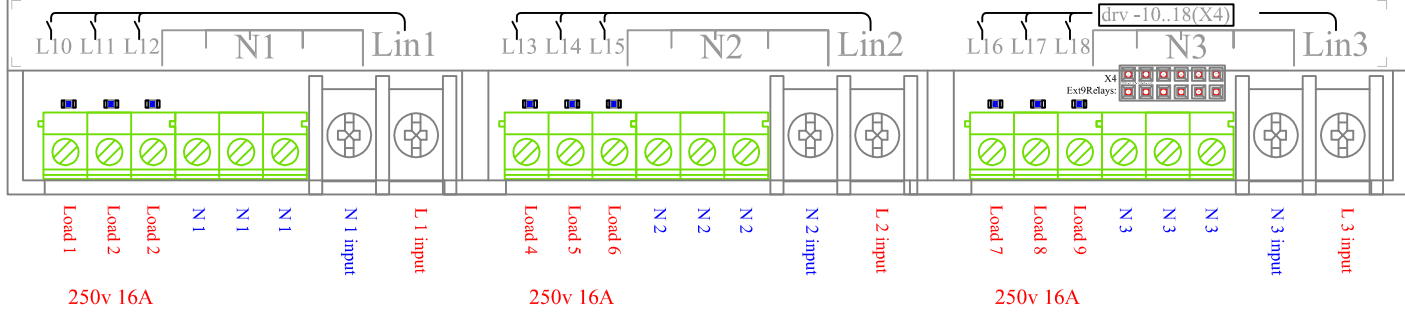 drv -10..18(X4)
L10 L11 L12 N1 Lin1 L13 L14 L15 N2 Lin2 L16 L17 L18 N3 Lin3
X4
Ext9Relays:
Load 1 Load 2 Load 2 N 1 N 1 N 1 N 1 input L 1 input Load 4 Load 5 Load 6 N 2 N 2 N 2 N 2 input L 2 input Load 7 Load 8 Load 9 N 3 N 3 N 3 N 3 input L 3 input
250v 16A 250v 16A 250v 16A